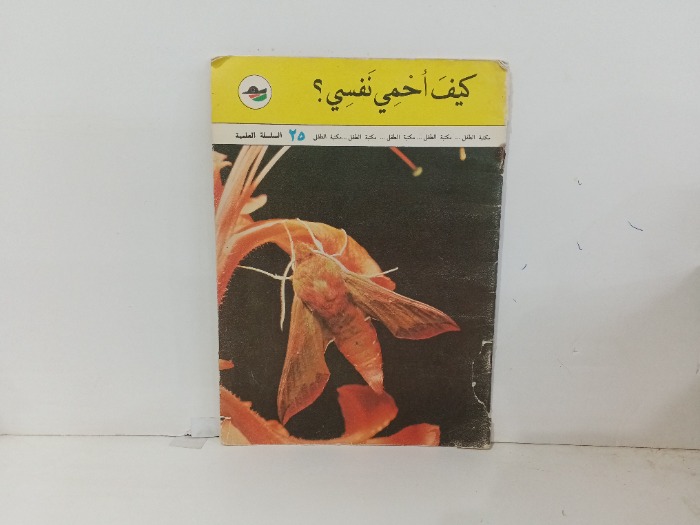 كيفَ أحْمِي نَفسِي؟
مكتبة الطفل ... مكتبة الطفل ... مكتبة الطفل ... مكتبة الطفل ... مكتبة الطفل ٢٥ السلسلة العلمية